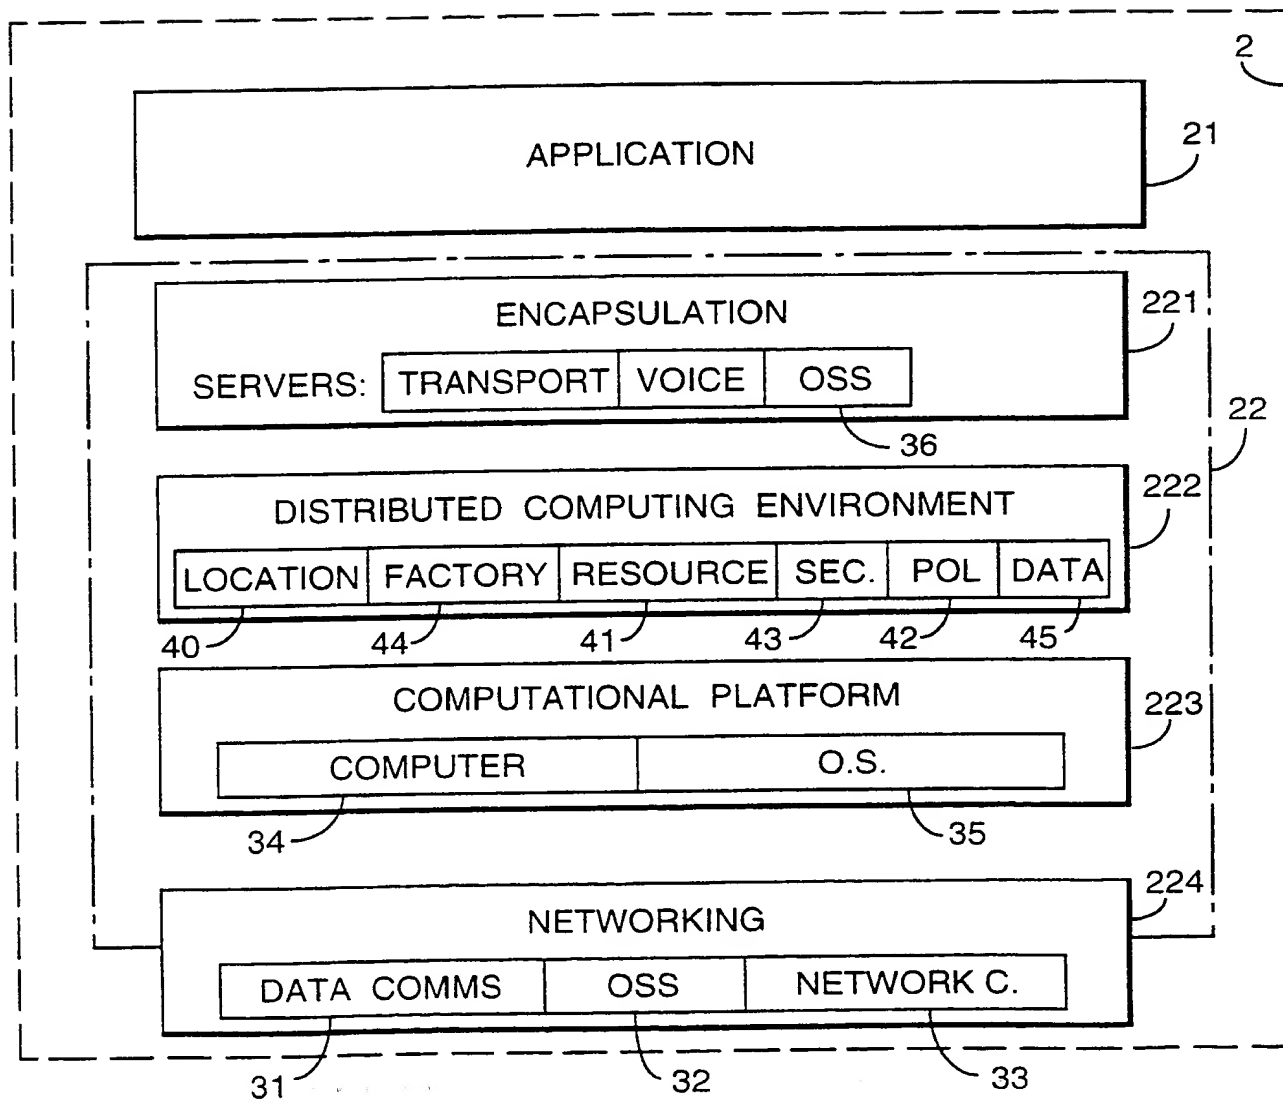 2
APPLICATION
21
ENCAPSULATION
221
SERVERS: TRANSPORT VOICE OSS
22
36
DISTRIBUTED COMPUTING ENVIRONMENT
222
LOCATION FACTORY RESOURCE SEC. POL DATA
40 44 41 43 42 45
COMPUTATIONAL PLATFORM
223
COMPUTER O.S.
34 35
NETWORKING
224
DATA COMMS OSS NETWORK C.
31 32 33